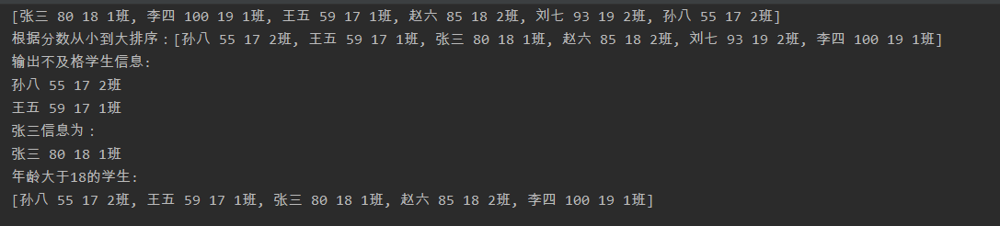 [张三 80 18 1班, 李四 100 19 1班, 王五 59 17 1班, 赵六 85 18 2班, 刘七 93 19 2班, 孙八 55 17 2班]
根据分数从小到大排序：[孙八 55 17 2班, 王五 59 17 1班, 张三 80 18 1班, 赵六 85 18 2班, 刘七 93 19 2班, 李四 100 19 1班]
输出不及格学生信息:
孙八 55 17 2班
王五 59 17 1班
张三信息为：
张三 80 18 1班
年龄大于18的学生:
[孙八 55 17 2班, 王五 59 17 1班, 张三 80 18 1班, 赵六 85 18 2班, 李四 100 19 1班]